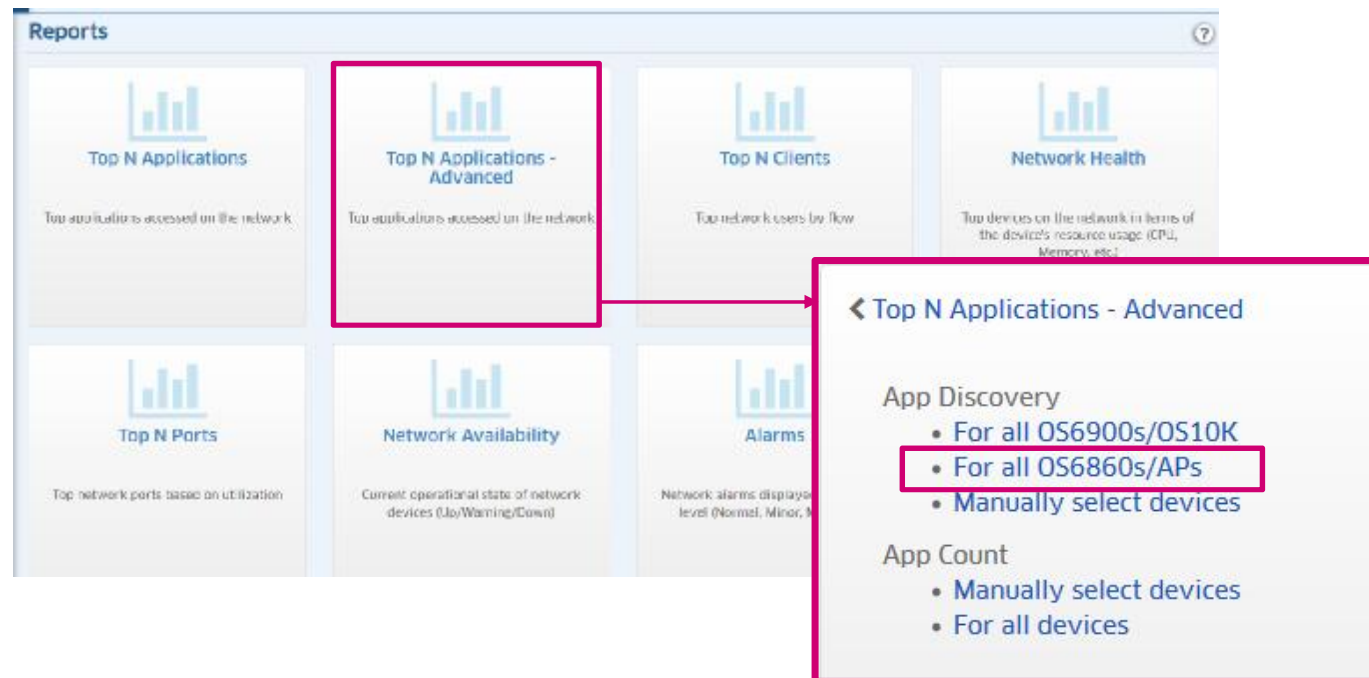 Reports
?
Top N Applications
Top applications accessed on the network
Top N Applications -
Advanced
Top applications accessed on the network
Top N Clients
Top network users by flow
Network Health
Top devices on the network in terms of
the device's resource usage (CPU,
Memory, etc.)
Top N Ports
Top network ports based on utilization
Network Availability
Current operational state of network
devices (Up/Warning/Down)
Alarms
Network alarms displaye
level (Normal, Minor, M
Top N Applications - Advanced
App Discovery
• For all OS6900s/OS10K
• For all OS6860s/APs
• Manually select devices
App Count
• Manually select devices
• For all devices